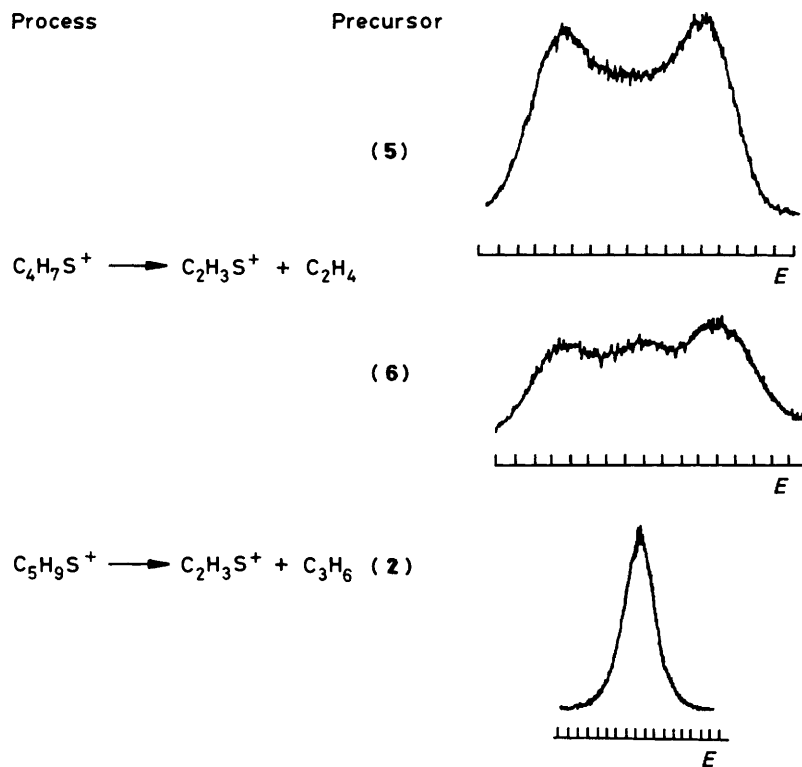 Process Precursor
(5)
E
C₄H₇S⁺ ⟶ C₂H₃S⁺ + C₂H₄
(6)
E
C₅H₉S⁺ ⟶ C₂H₃S⁺ + C₃H₆ (2)
E